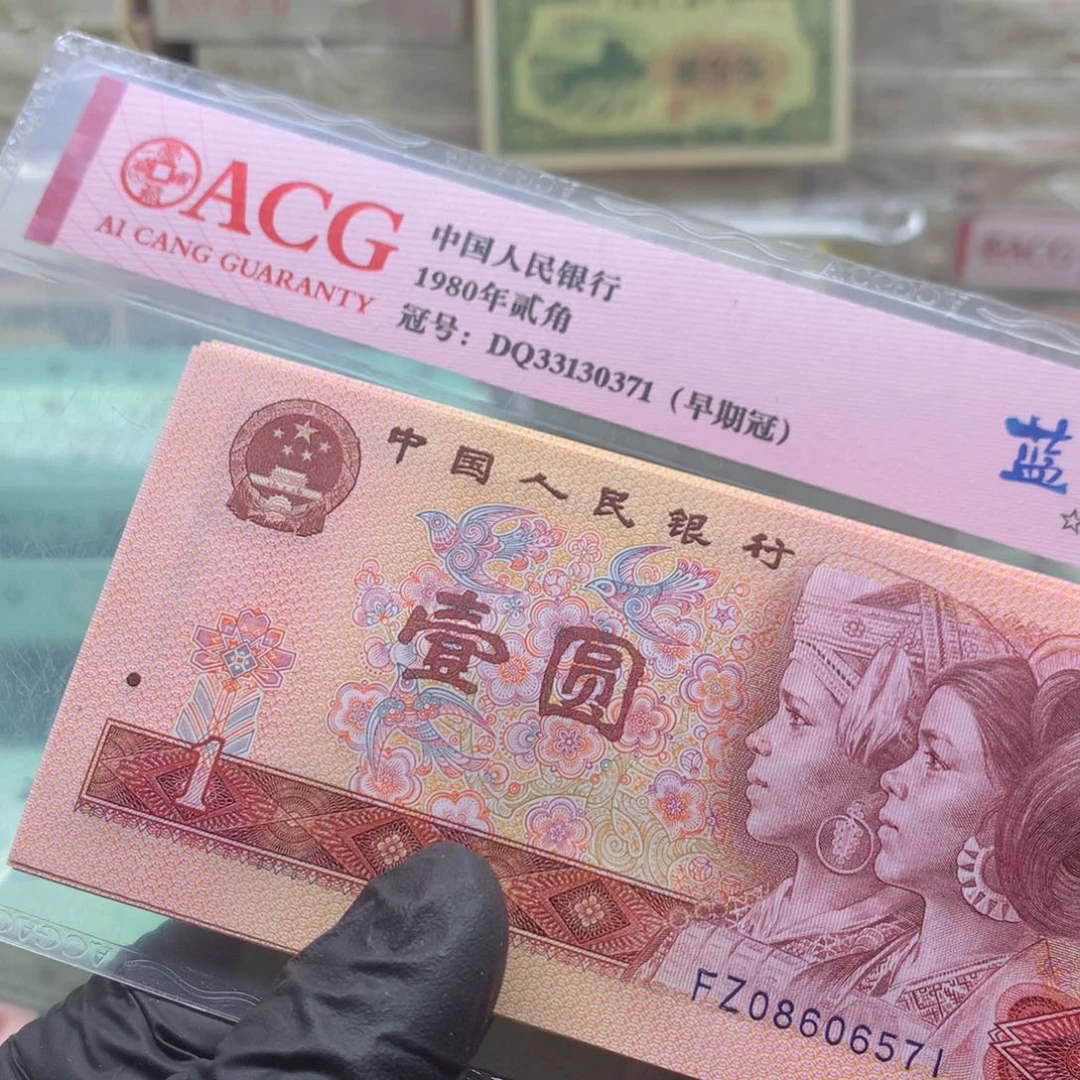 ACG
AI CANG GUARANTY
中国人民银行
1980年贰角
冠号：DQ33130371（早期冠）
蓝
中国人民银行
壹圆
1
FZ08606571